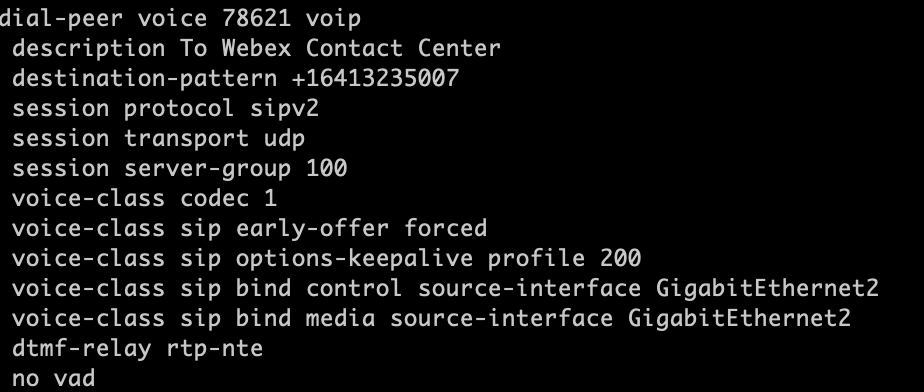 dial-peer voice 78621 voip
description To Webex Contact Center
destination-pattern +16413235007
session protocol sipv2
session transport udp
session server-group 100
voice-class codec 1
voice-class sip early-offer forced
voice-class sip options-keepalive profile 200
voice-class sip bind control source-interface GigabitEthernet2
voice-class sip bind media source-interface GigabitEthernet2
dtmf-relay rtp-nte
no vad